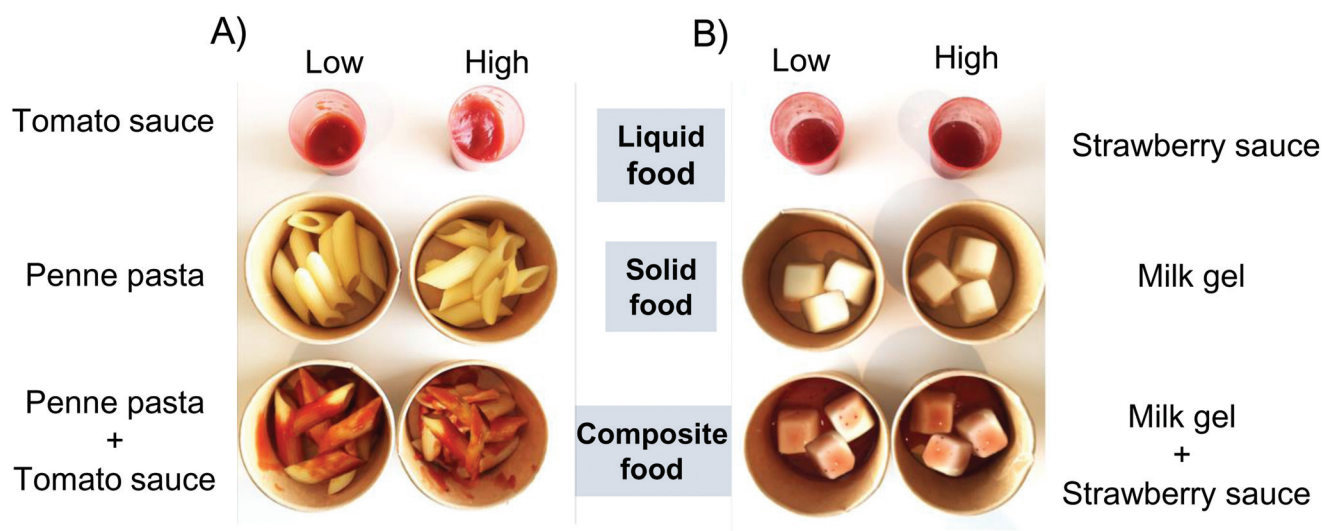 A)
B)
Low
High
Low
High
Tomato sauce
Liquid
food
Strawberry sauce
Penne pasta
Solid
food
Milk gel
Penne pasta
+
Tomato sauce
Composite
food
Milk gel
+
Strawberry sauce